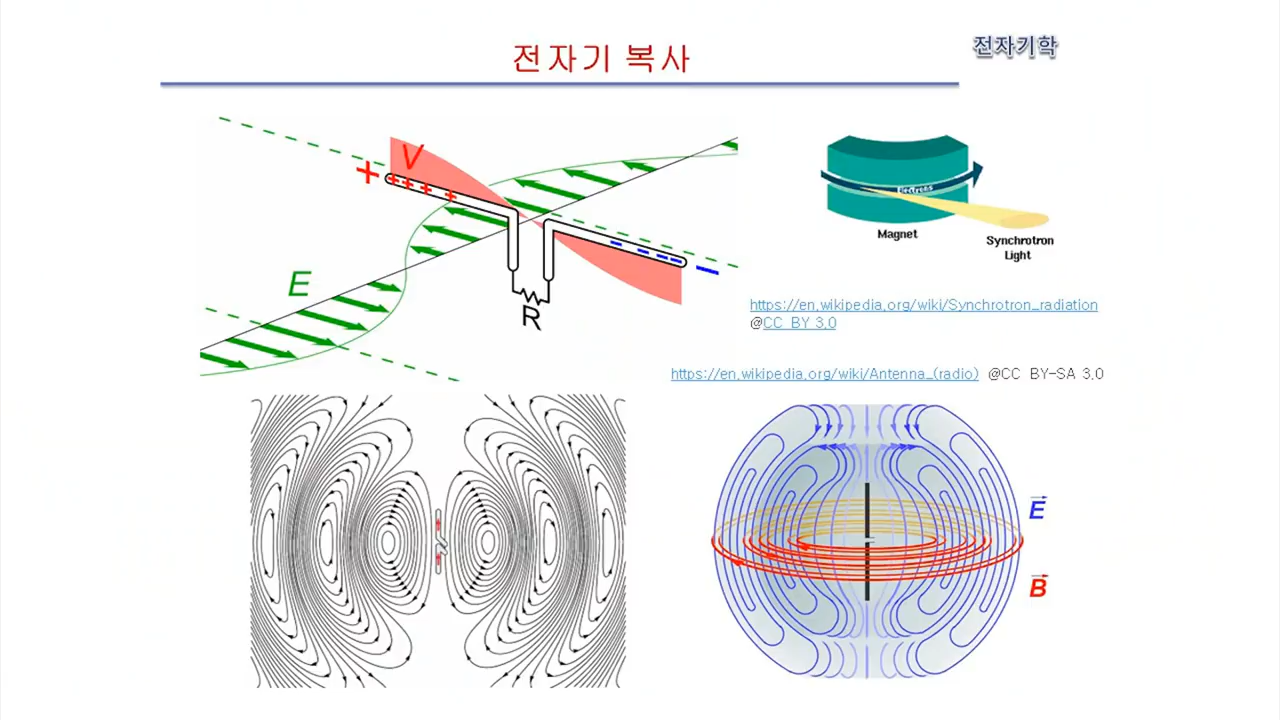 전자기 복사
전자기학
+ V
+ + + +
E
R
Electrons
Magnet
Synchrotron
Light
https://en.wikipedia.org/wiki/Synchrotron_radiation
@CC BY 3.0
https://en.wikipedia.org/wiki/Antenna_(radio) @CC BY-SA 3.0
E
B